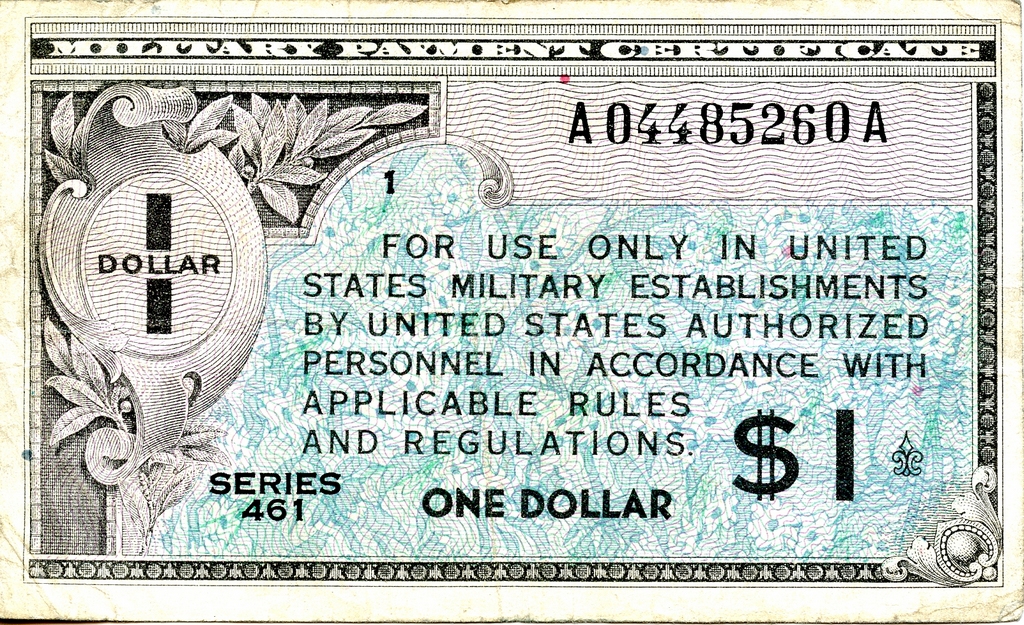 MILITARY PAYMENT CERTIFICATE
A04485260A
1
1
DOLLAR
FOR USE ONLY IN UNITED
STATES MILITARY ESTABLISHMENTS
BY UNITED STATES AUTHORIZED
PERSONNEL IN ACCORDANCE WITH
APPLICABLE RULES
AND REGULATIONS.
$1
SERIES
461
ONE DOLLAR